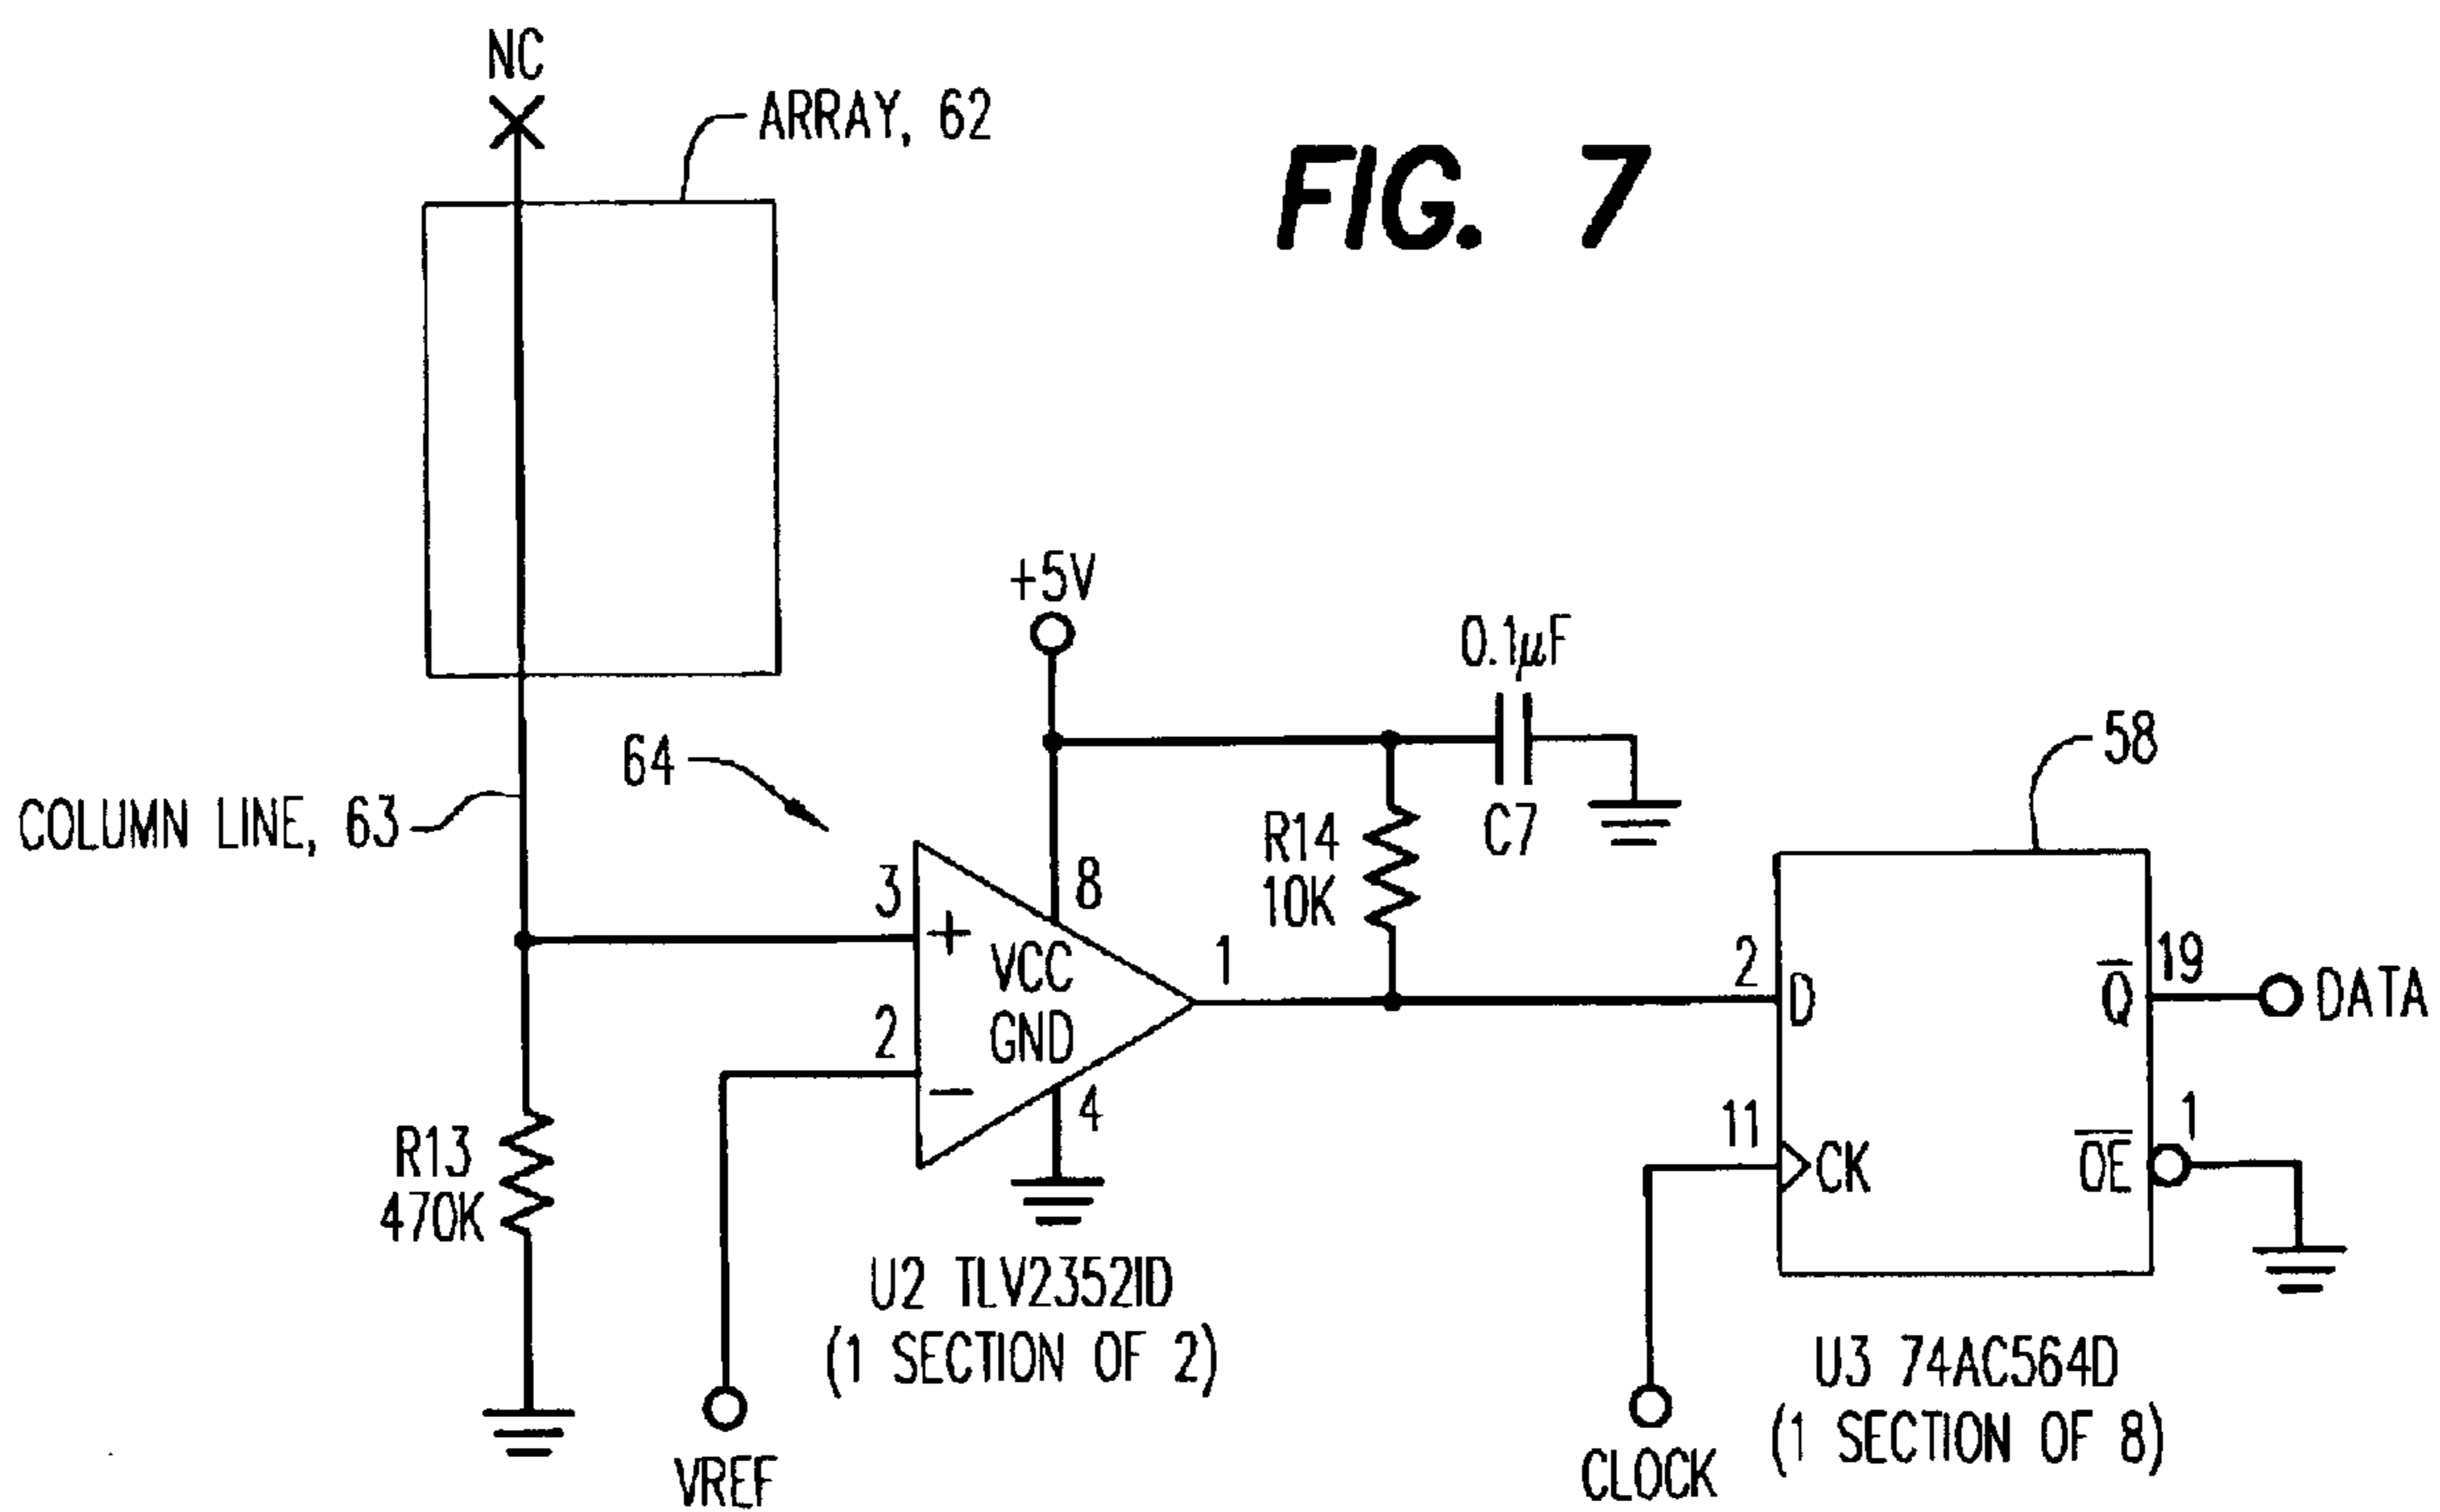 NC
ARRAY, 62
FIG. 7
+5V
0.1µF
58
64
COLUMN LINE, 63
R14
10K
C7
3
8
+
VCC
1
2
D
Q̅
19
DATA
2
GND
−
4
11
CK
O̅E̅
1
R13
470K
U2 TLV2352ID
(1 SECTION OF 2)
U3 74AC564D
(1 SECTION OF 8)
VREF
CLOCK